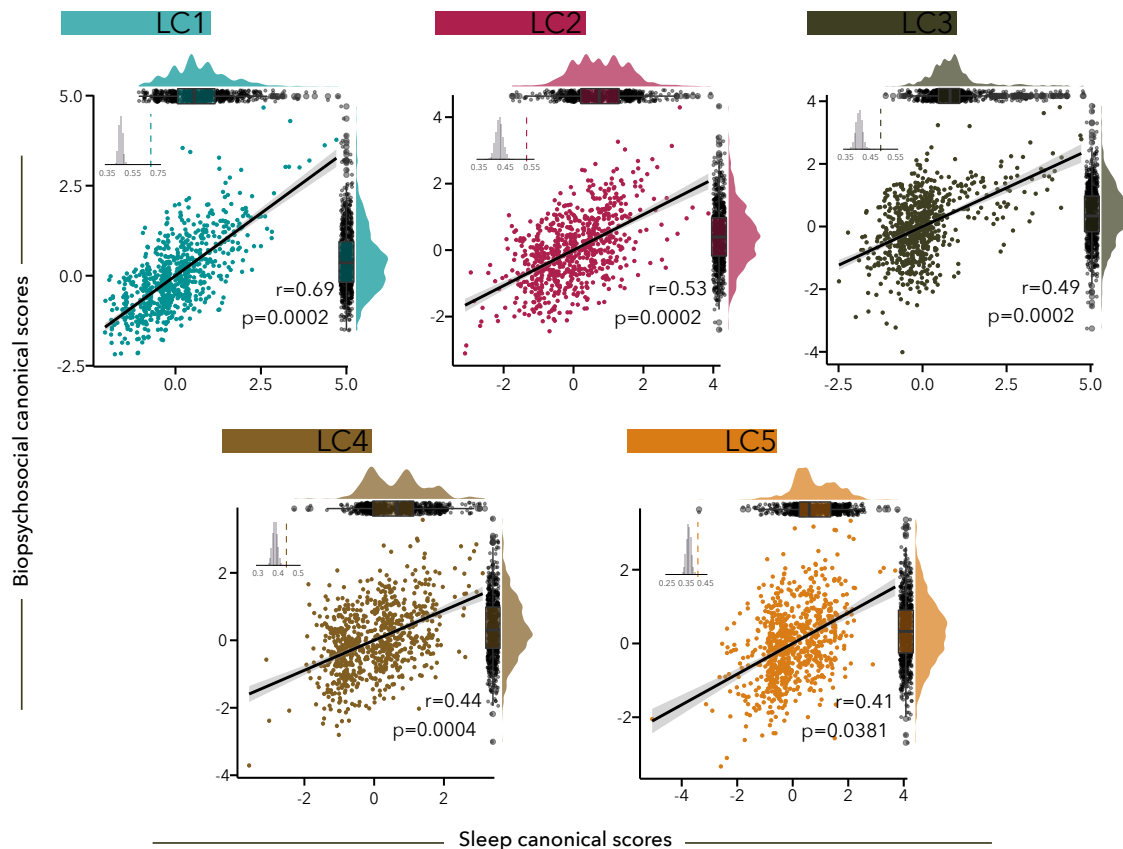 LC1
LC2
LC3
5.0
2.5
0.0
-2.5
0.35 0.55 0.75
r=0.69
p=0.0002
0.0 2.5 5.0
4
2
0
-2
0.35 0.45 0.55
r=0.53
p=0.0002
-2 0 2 4
4
2
0
-2
-4
0.35 0.45 0.55
r=0.49
p=0.0002
-2.5 0.0 2.5 5.0
Biopsychosocial canonical scores
LC4
LC5
2
0
-2
-4
0.3 0.4 0.5
r=0.44
p=0.0004
-2 0 2
2
0
-2
0.25 0.35 0.45
r=0.41
p=0.0381
-4 -2 0 2 4
Sleep canonical scores